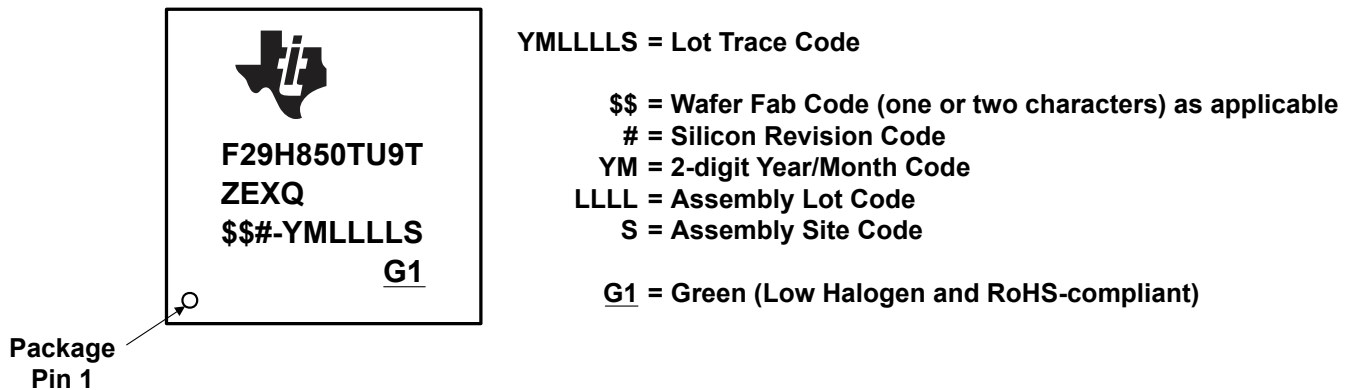 F29H850TU9T
ZEXQ
$$#-YMLLLLS
G1
Package
Pin 1
YMLLLLS = Lot Trace Code
$$ = Wafer Fab Code (one or two characters) as applicable
# = Silicon Revision Code
YM = 2-digit Year/Month Code
LLLL = Assembly Lot Code
S = Assembly Site Code
G1 = Green (Low Halogen and RoHS-compliant)